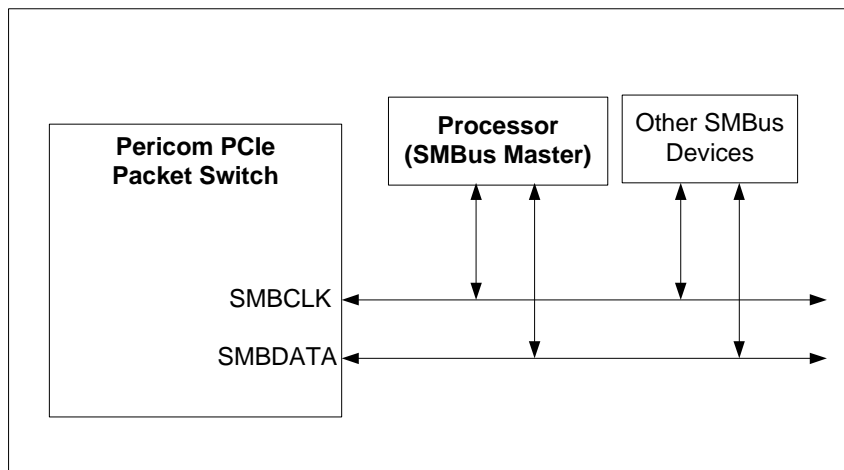 Pericom PCIe
Packet Switch
Processor
(SMBus Master)
Other SMBus
Devices
SMBCLK
SMBDATA